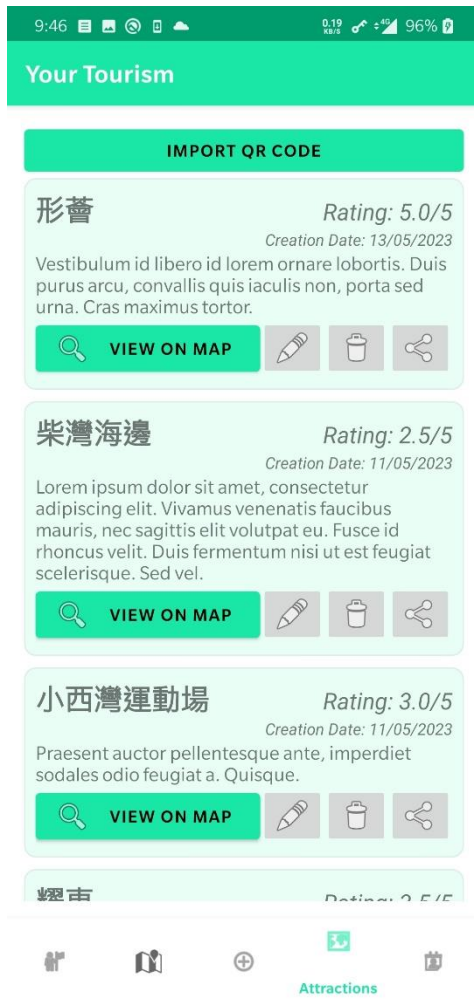 9:46 0.19 KB/S 4G 96%
Your Tourism
IMPORT QR CODE
形薈 Rating: 5.0/5
Creation Date: 13/05/2023
Vestibulum id libero id lorem ornare lobortis. Duis
purus arcu, convallis quis iaculis non, porta sed
urna. Cras maximus tortor.
VIEW ON MAP
柴灣海邊 Rating: 2.5/5
Creation Date: 11/05/2023
Lorem ipsum dolor sit amet, consectetur
adipiscing elit. Vivamus venenatis faucibus
mauris, nec sagittis elit volutpat eu. Fusce id
rhoncus velit. Duis fermentum nisi ut est feugiat
scelerisque. Sed vel.
VIEW ON MAP
小西灣運動場 Rating: 3.0/5
Creation Date: 11/05/2023
Praesent auctor pellentesque ante, imperdiet
sodales odio feugiat a. Quisque.
VIEW ON MAP
Attractions